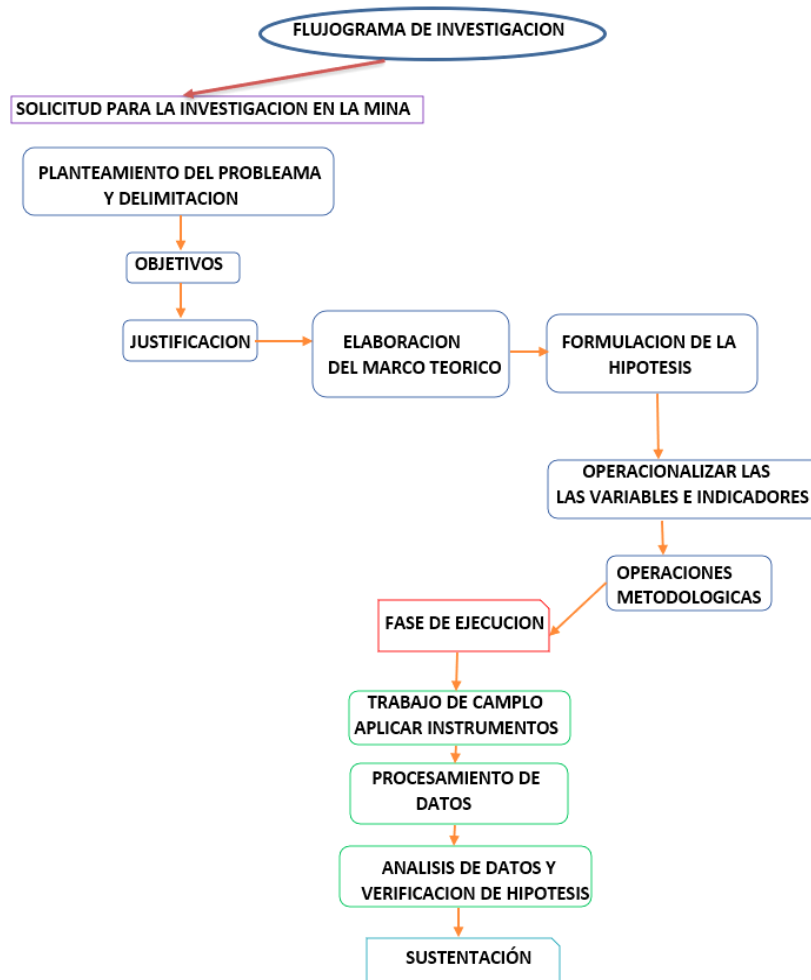 FLUJOGRAMA DE INVESTIGACION
SOLICITUD PARA LA INVESTIGACION EN LA MINA
PLANTEAMIENTO DEL PROBLEAMA
Y DELIMITACION
OBJETIVOS
JUSTIFICACION
ELABORACION
DEL MARCO TEORICO
FORMULACION DE LA
HIPOTESIS
OPERACIONALIZAR LAS
LAS VARIABLES E INDICADORES
OPERACIONES
METODOLOGICAS
FASE DE EJECUCION
TRABAJO DE CAMPLO
APLICAR INSTRUMENTOS
PROCESAMIENTO DE
DATOS
ANALISIS DE DATOS Y
VERIFICACION DE HIPOTESIS
SUSTENTACIÓN